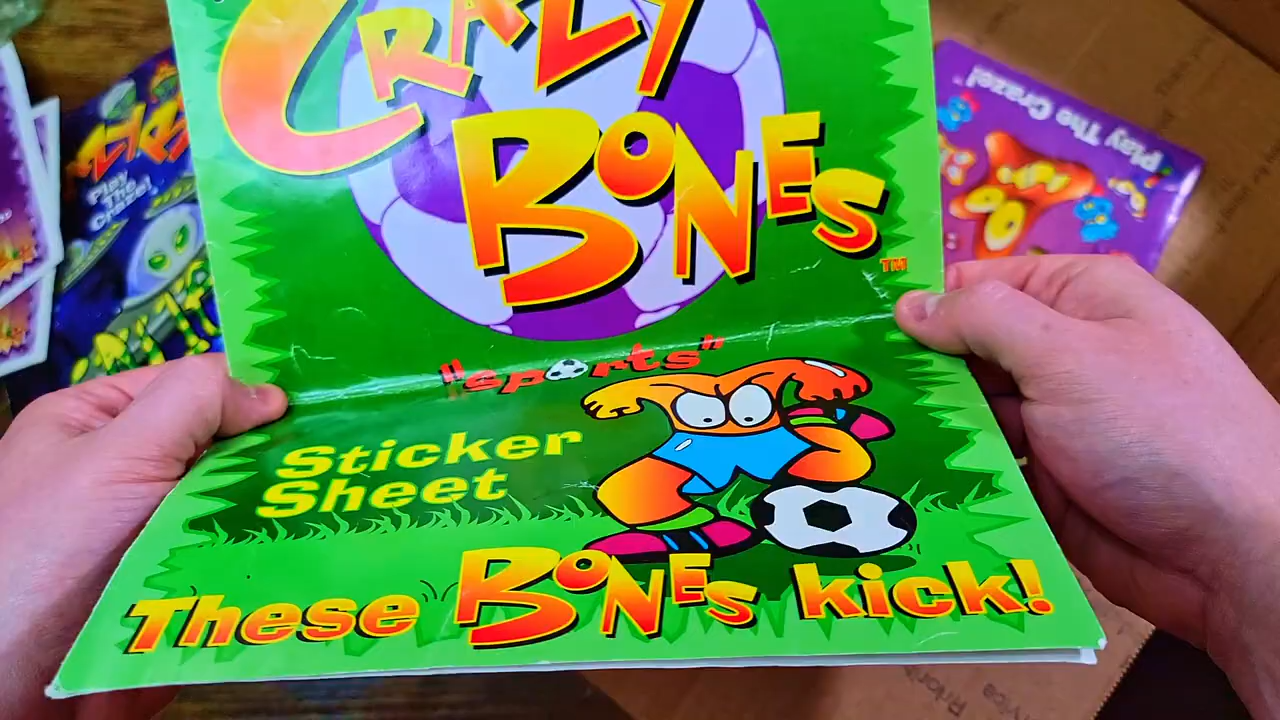 CRAZY
BONES
TM
"sports"
Sticker
Sheet
These BONES kick!
Play
The
Craze!
Play The Craze!